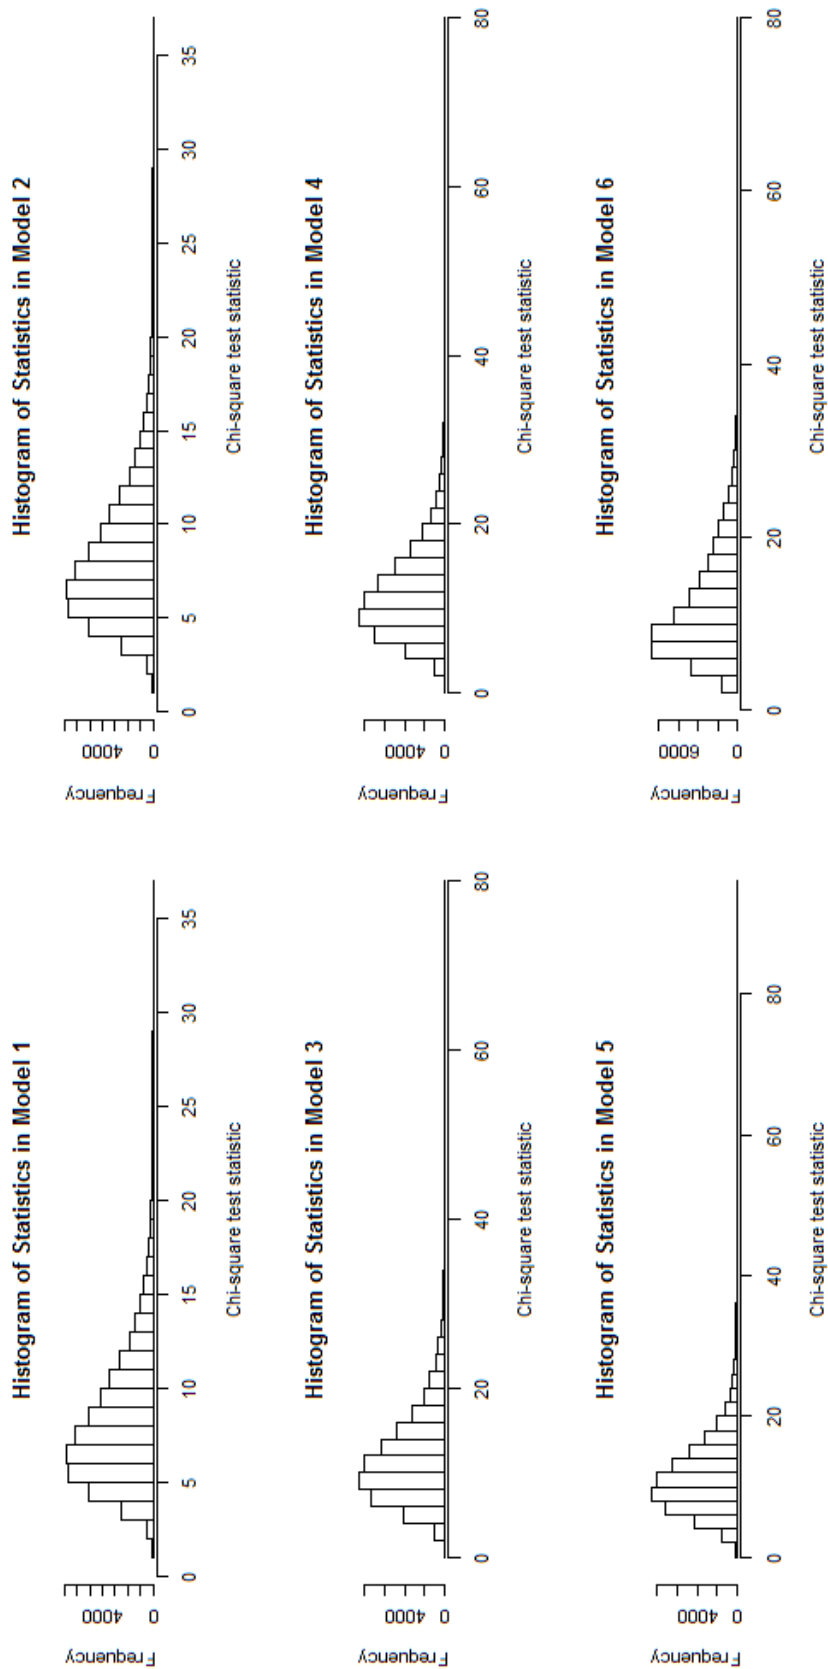 Histogram of Statistics in Model 1
Frequency
4000
0
0 5 10 15 20 25 30 35
Chi-square test statistic
Histogram of Statistics in Model 2
Frequency
4000
0
0 5 10 15 20 25 30 35
Chi-square test statistic
Histogram of Statistics in Model 3
Frequency
4000
0
0 20 40 60 80
Chi-square test statistic
Histogram of Statistics in Model 4
Frequency
4000
0
0 20 40 60 80
Chi-square test statistic
Histogram of Statistics in Model 5
Frequency
4000
0
0 20 40 60 80
Chi-square test statistic
Histogram of Statistics in Model 6
Frequency
6000
0
0 20 40 60 80
Chi-square test statistic